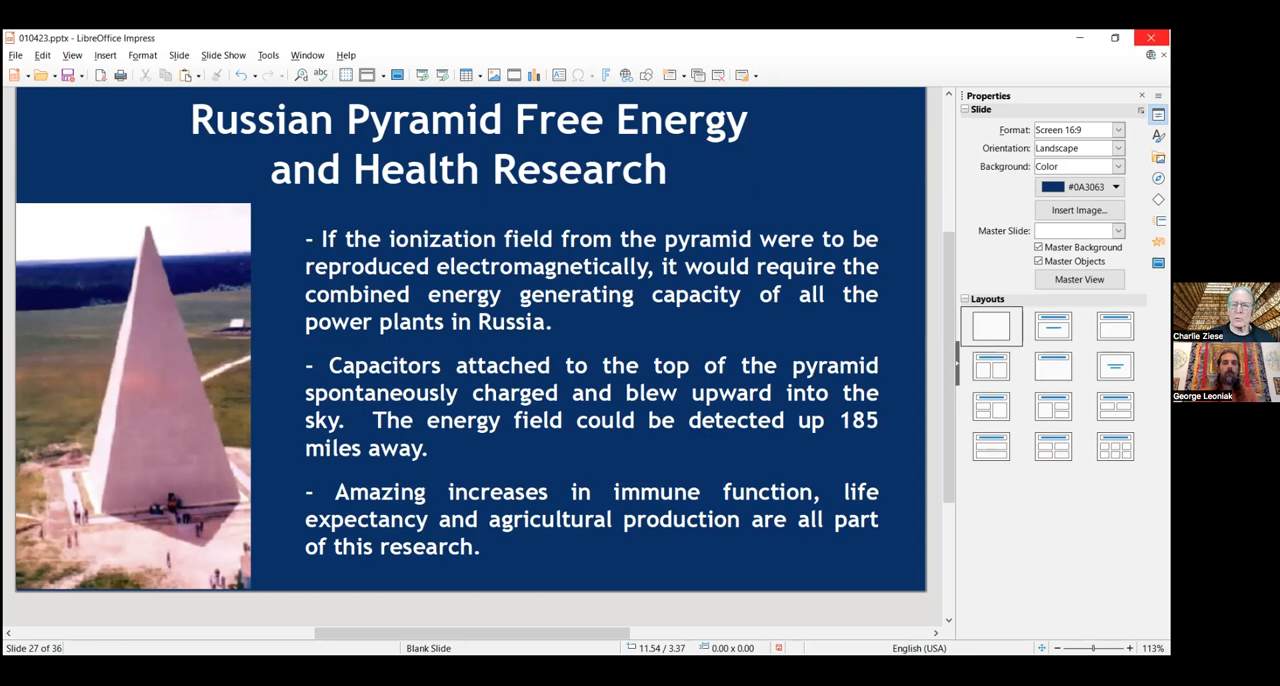 010423.pptx - LibreOffice Impress
File Edit View Insert Format Slide Slide Show Tools Window Help
Russian Pyramid Free Energy
and Health Research
- If the ionization field from the pyramid were to be
reproduced electromagnetically, it would require the
combined energy generating capacity of all the
power plants in Russia.
- Capacitors attached to the top of the pyramid
spontaneously charged and blew upward into the
sky. The energy field could be detected up 185
miles away.
- Amazing increases in immune function, life
expectancy and agricultural production are all part
of this research.
Properties
Slide
Format: Screen 16:9
Orientation: Landscape
Background: Color
#0A3063
Insert Image...
Master Slide:
Master Background
Master Objects
Master View
Layouts
Charlie Ziese
George Leoniak
Slide 27 of 36
Blank Slide
11.54 / 3.37
0.00 x 0.00
English (USA)
113%